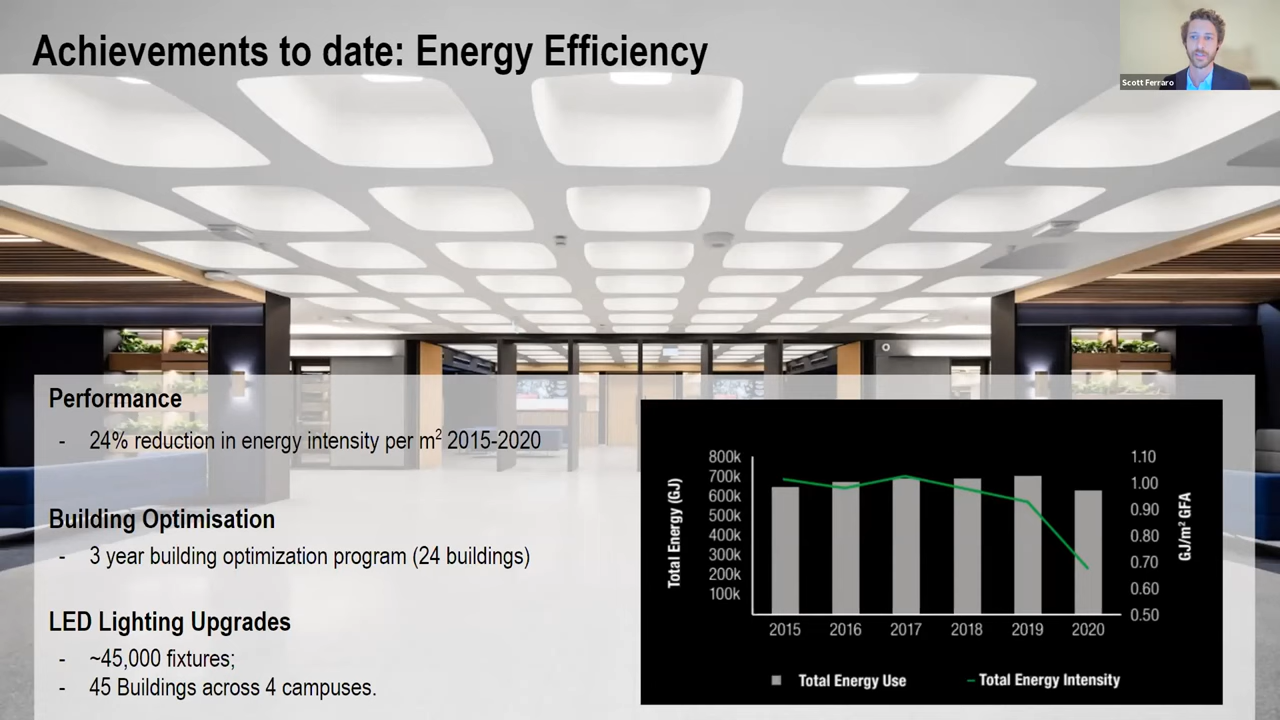 Achievements to date: Energy Efficiency
Scott Ferraro
Performance
- 24% reduction in energy intensity per m² 2015-2020
Building Optimisation
- 3 year building optimization program (24 buildings)
LED Lighting Upgrades
- ~45,000 fixtures;
- 45 Buildings across 4 campuses.
Total Energy (GJ)
800k
700k
600k
500k
400k
300k
200k
100k
1.10
1.00
0.90
0.80
0.70
0.60
0.50
GJ/m² GFA
2015 2016 2017 2018 2019 2020
Total Energy Use
Total Energy Intensity